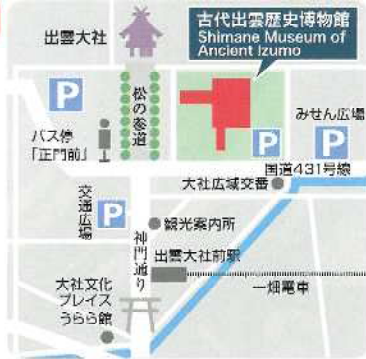 古代出雲歴史博物館
Shimane Museum of
Ancient Izumo
出雲大社
P
松の参道
バス停
「正門前」
P
みせん広場
P
国道431号線
大社広域交番
交通広場
P
観光案内所
神門通り
出雲大社前駅
一畑電車
大社文化
プレイス
うらら館